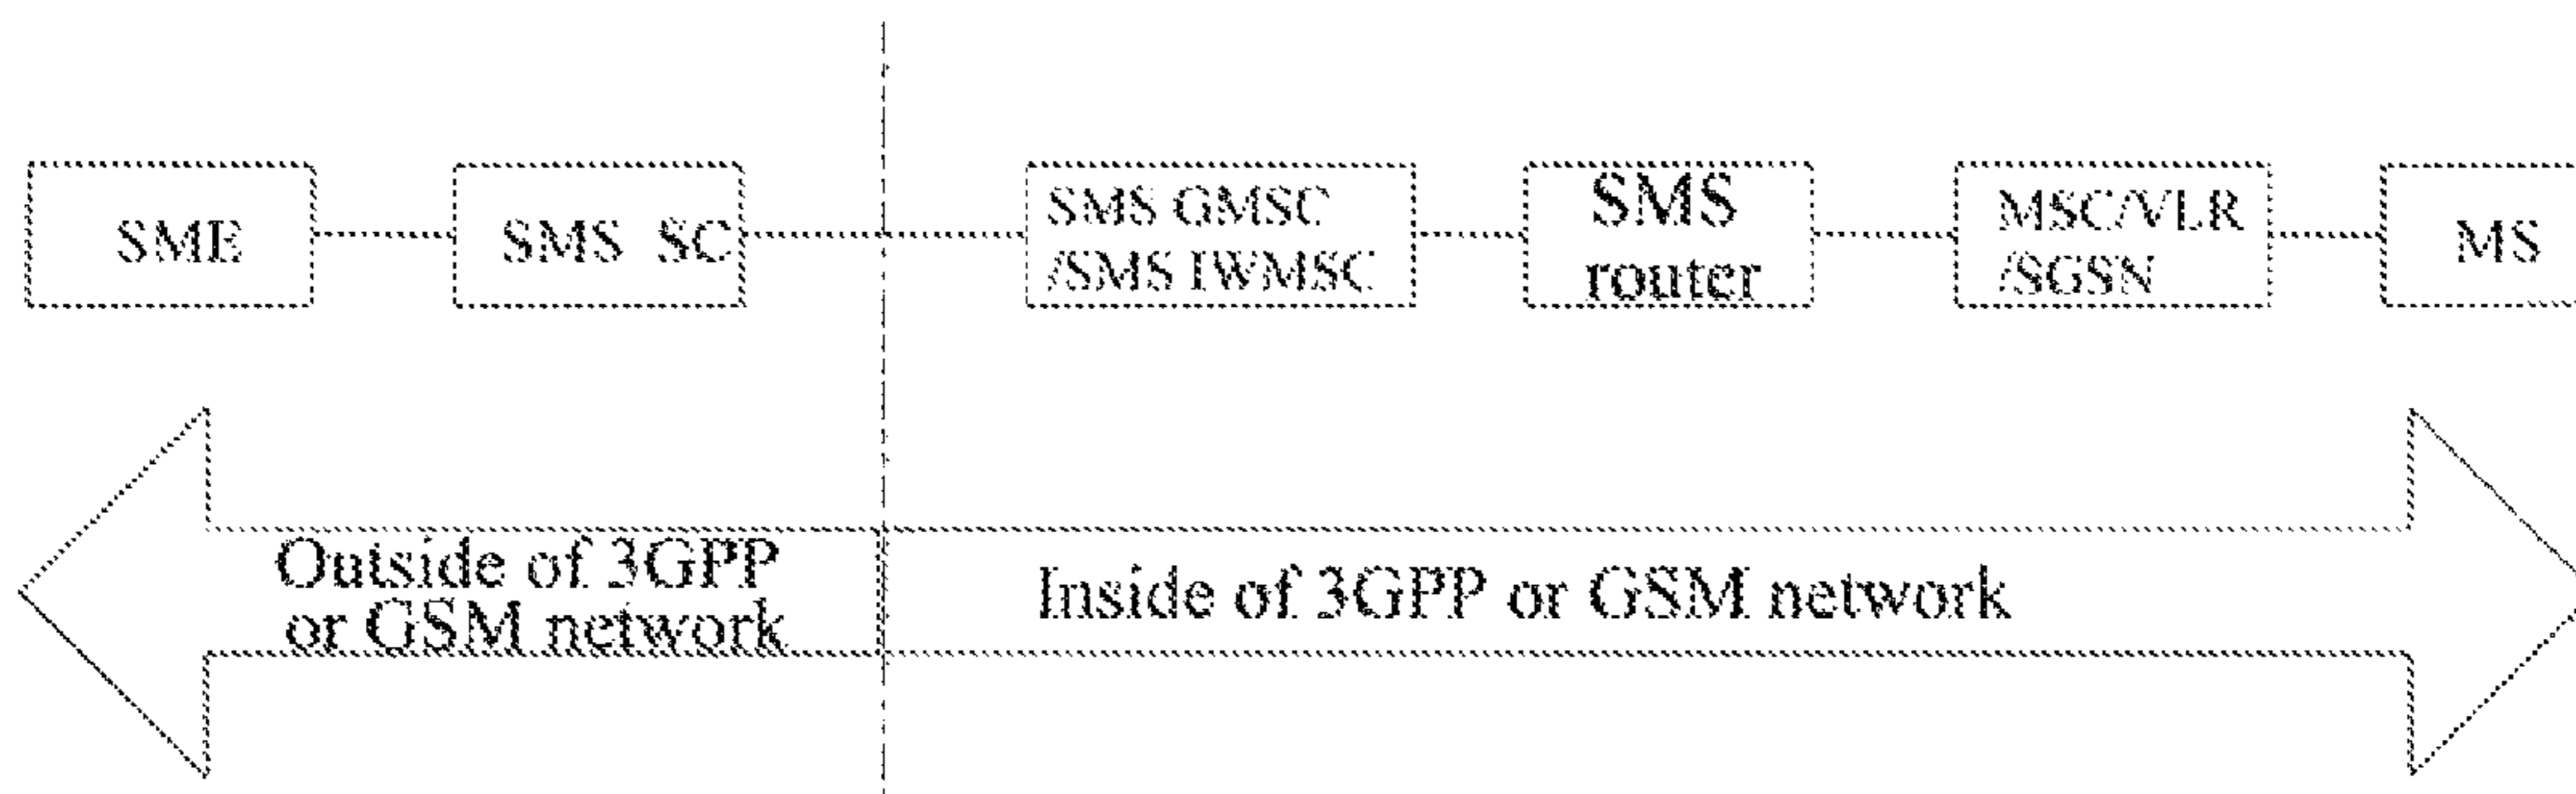 SME
SMS SC
SMS GMSC
/SMS IWMSC
SMS
router
MSC/VLR
/SGSN
MS
Outside of 3GPP
or GSM network
Inside of 3GPP or GSM network